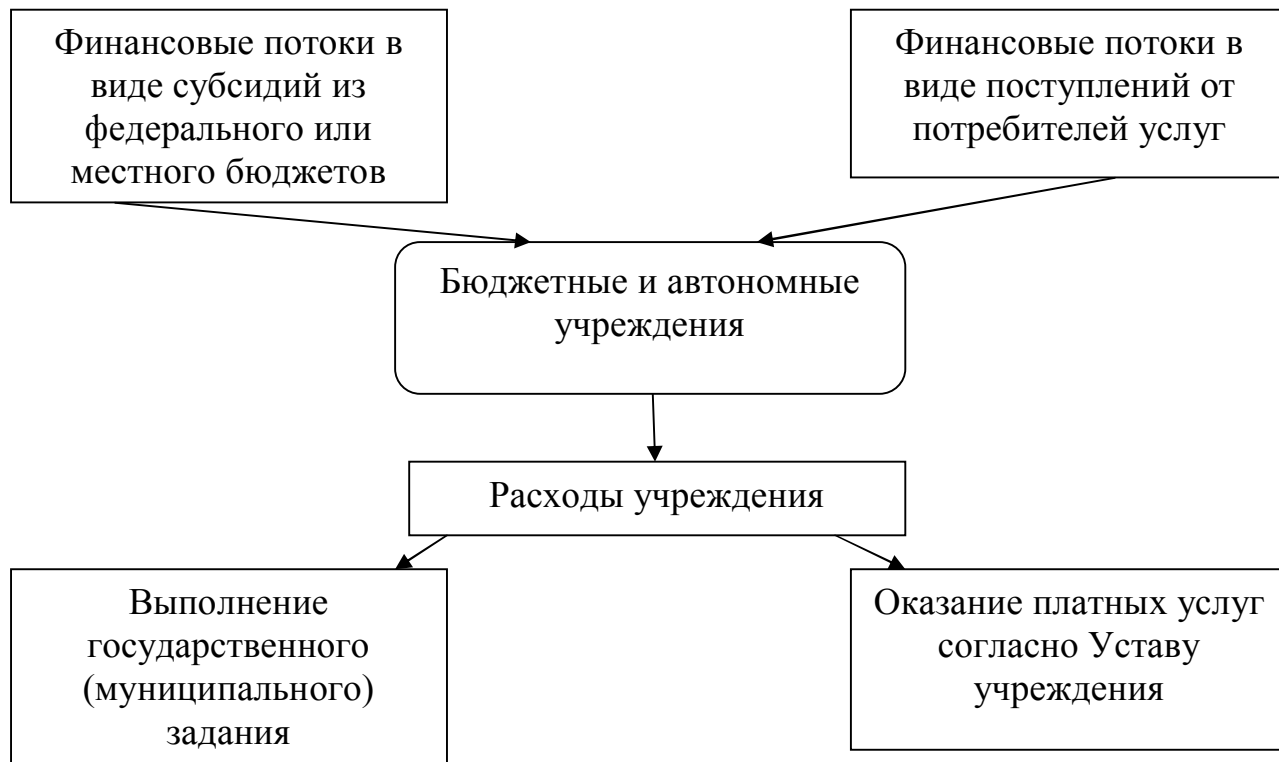 Финансовые потоки в
виде субсидий из
федерального или
местного бюджетов
Финансовые потоки в
виде поступлений от
потребителей услуг
Бюджетные и автономные
учреждения
Расходы учреждения
Выполнение
государственного
(муниципального)
задания
Оказание платных услуг
согласно Уставу
учреждения